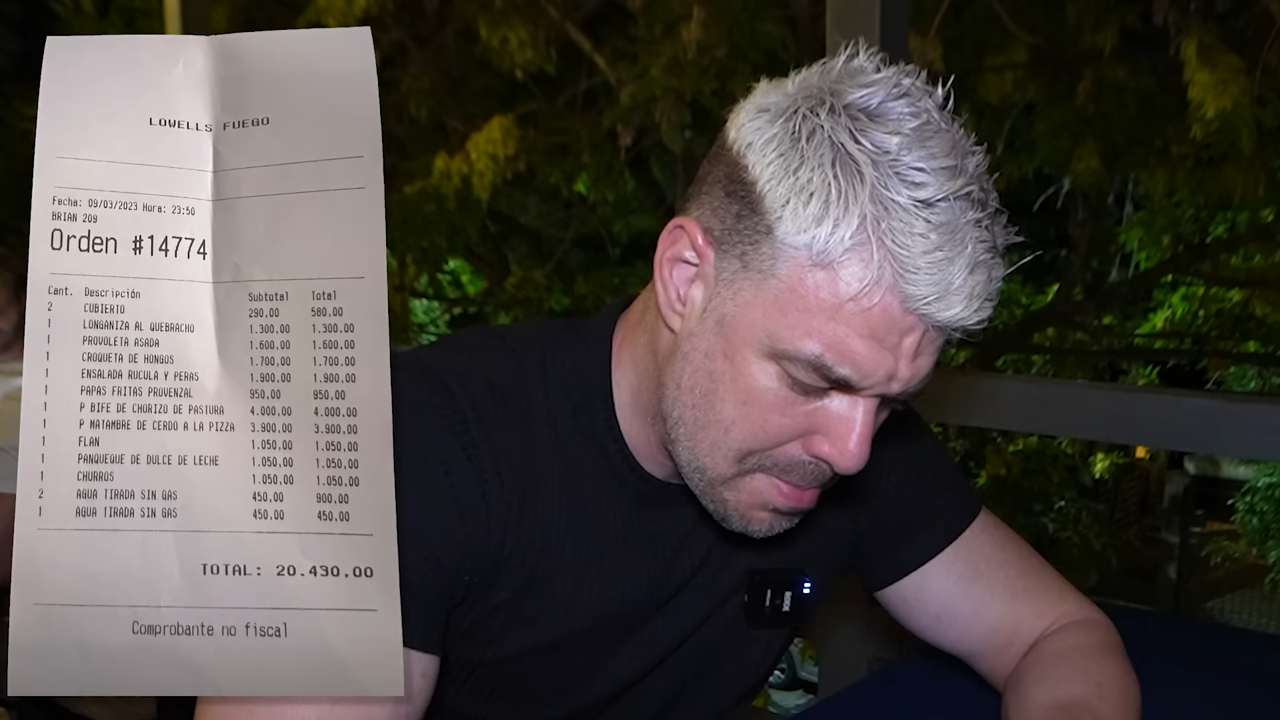 LOWELLS FUEGO
Fecha: 09/03/2023 Hora: 23:50
BRIAN 209
Orden #14774
Cant. Descripción Subtotal Total
2 CUBIERTO 290,00 580,00
1 LONGANIZA AL QUEBRACHO 1.300,00 1.300,00
1 PROVOLETA ASADA 1.600,00 1.600,00
1 CROQUETA DE HONGOS 1.700,00 1.700,00
1 ENSALADA RUCULA Y PERAS 1.900,00 1.900,00
1 PAPAS FRITAS PROVENZAL 950,00 950,00
1 P BIFE DE CHORIZO DE PASTURA 4.000,00 4.000,00
1 P MATAMBRE DE CERDO A LA PIZZA 3.900,00 3.900,00
1 FLAN 1.050,00 1.050,00
1 PANQUEQUE DE DULCE DE LECHE 1.050,00 1.050,00
1 CHURROS 1.050,00 1.050,00
2 AGUA TIRADA SIN GAS 450,00 900,00
1 AGUA TIRADA SIN GAS 450,00 450,00
TOTAL: 20.430,00
Comprobante no fiscal
RODE